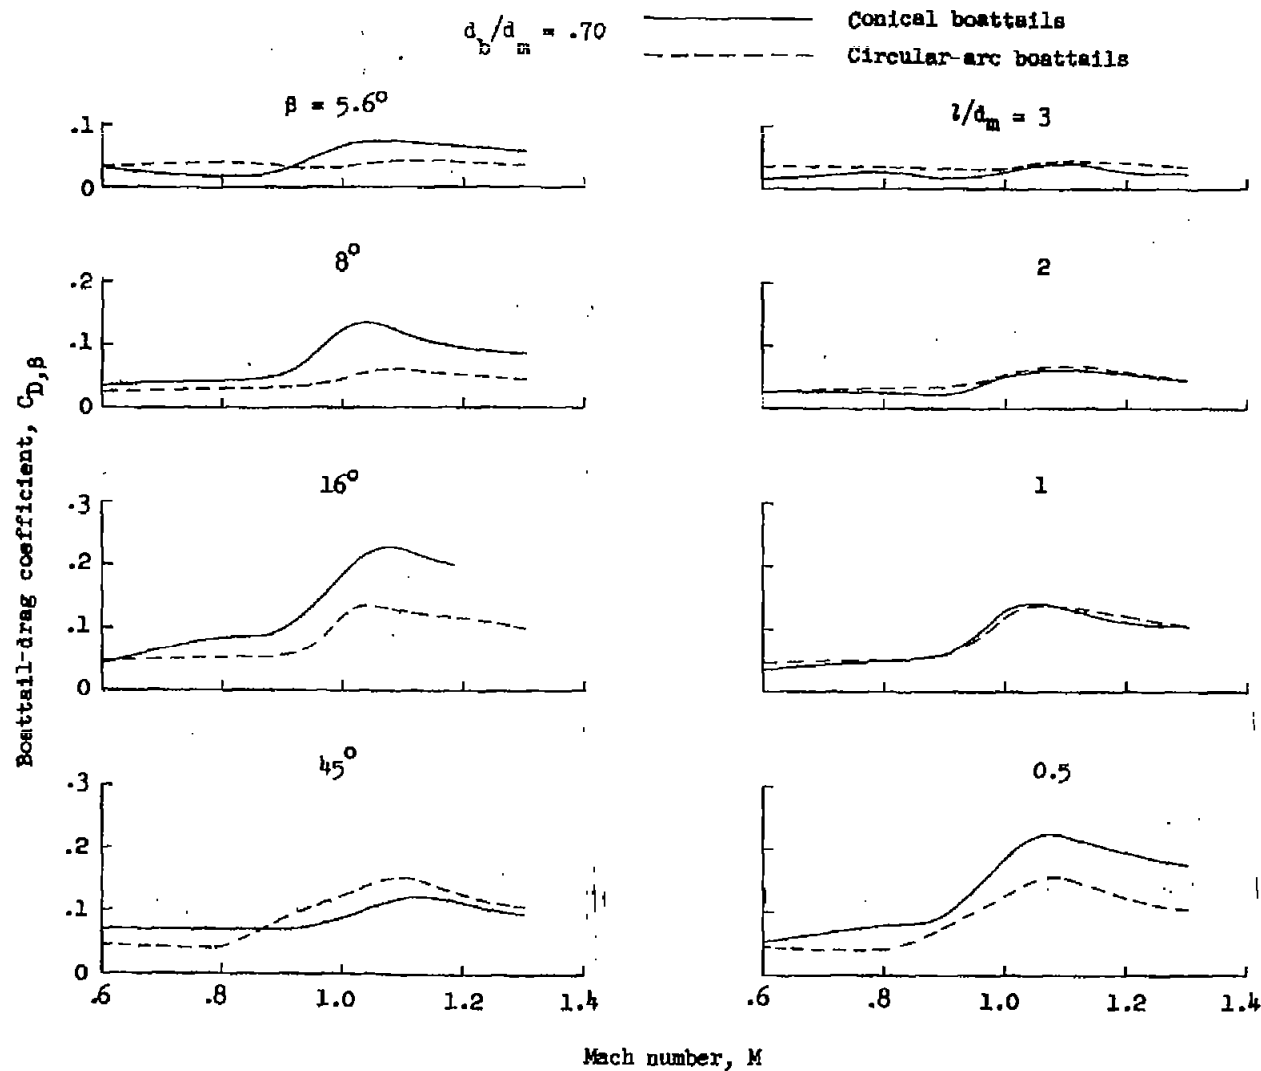 d_b/d_m = .70
Conical boattails
Circular-arc boattails
β = 5.6°
l/d_m = 3
.1
0
8°
2
.2
.1
0
16°
1
.3
.2
.1
0
45°
0.5
.3
.2
.1
0
.6 .8 1.0 1.2 1.4
.6 .8 1.0 1.2 1.4
Boattail-drag coefficient, C_D,β
Mach number, M